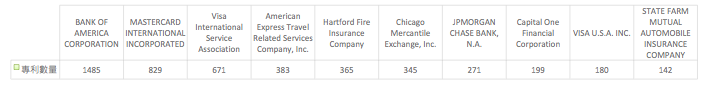 BANK OF AMERICA CORPORATION
MASTERCARD INTERNATIONAL INCORPORATED
Visa International Service Association
American Express Travel Related Services Company, Inc.
Hartford Fire Insurance Company
Chicago Mercantile Exchange, Inc.
JPMORGAN CHASE BANK, N.A.
Capital One Financial Corporation
VISA U.S.A. INC.
STATE FARM MUTUAL AUTOMOBILE INSURANCE COMPANY
專利數量 1485 829 671 383 365 345 271 199 180 142